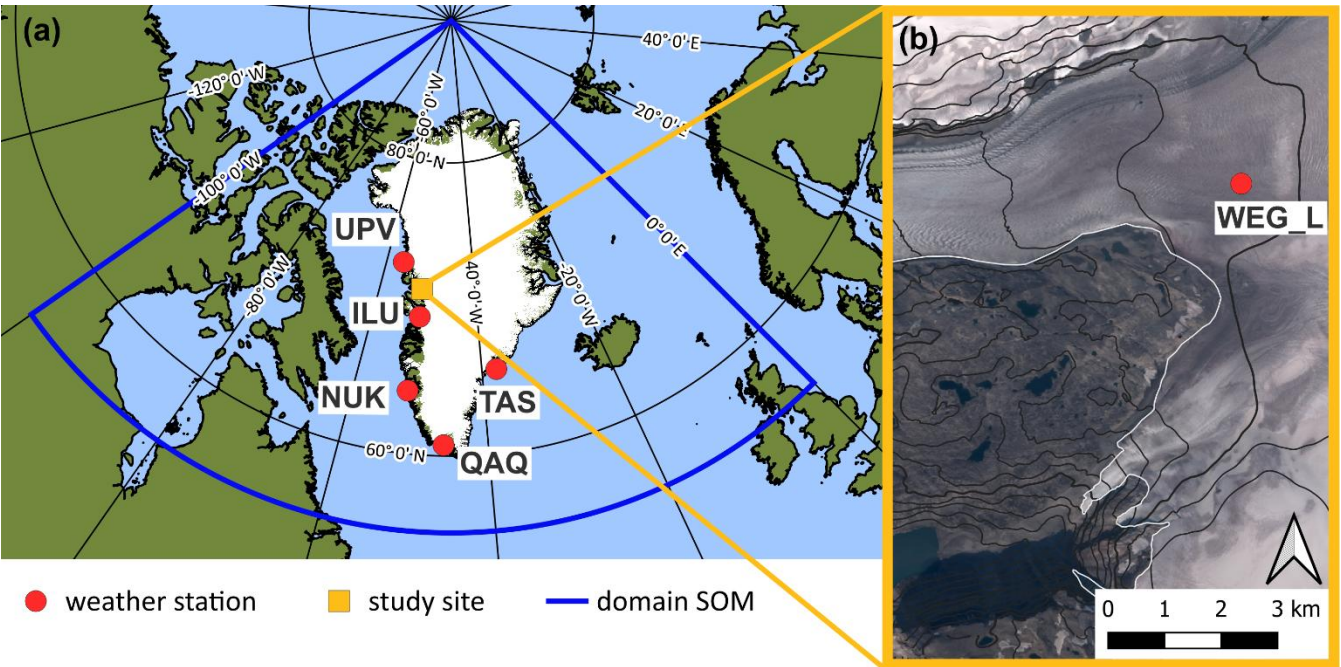 (a)
40°0'E
-120°0'W
-60°0'W
20°0'E
80°0'N
-100°0'W
0°0'E
UPV
-80°0'W
40°0'W
-20°0'W
ILU
NUK
TAS
60°0'N
QAQ
weather station
study site
domain SOM
(b)
WEG_L
0 1 2 3 km